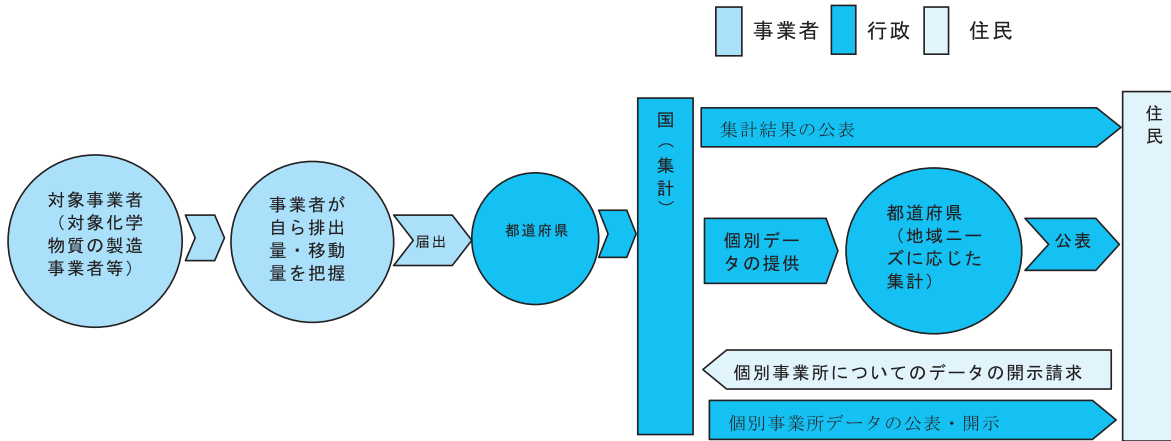 事業者
行政
住民
対象事業者
（対象化学
物質の製造
事業者等）
事業者が
自ら排出
量・移動
量を把握
届出
都道府県
国（集計）
集計結果の公表
個別デー
タの提供
都道府県
（地域ニー
ズに応じた
集計）
公表
個別事業所についてのデータの開示請求
個別事業所データの公表・開示
住民